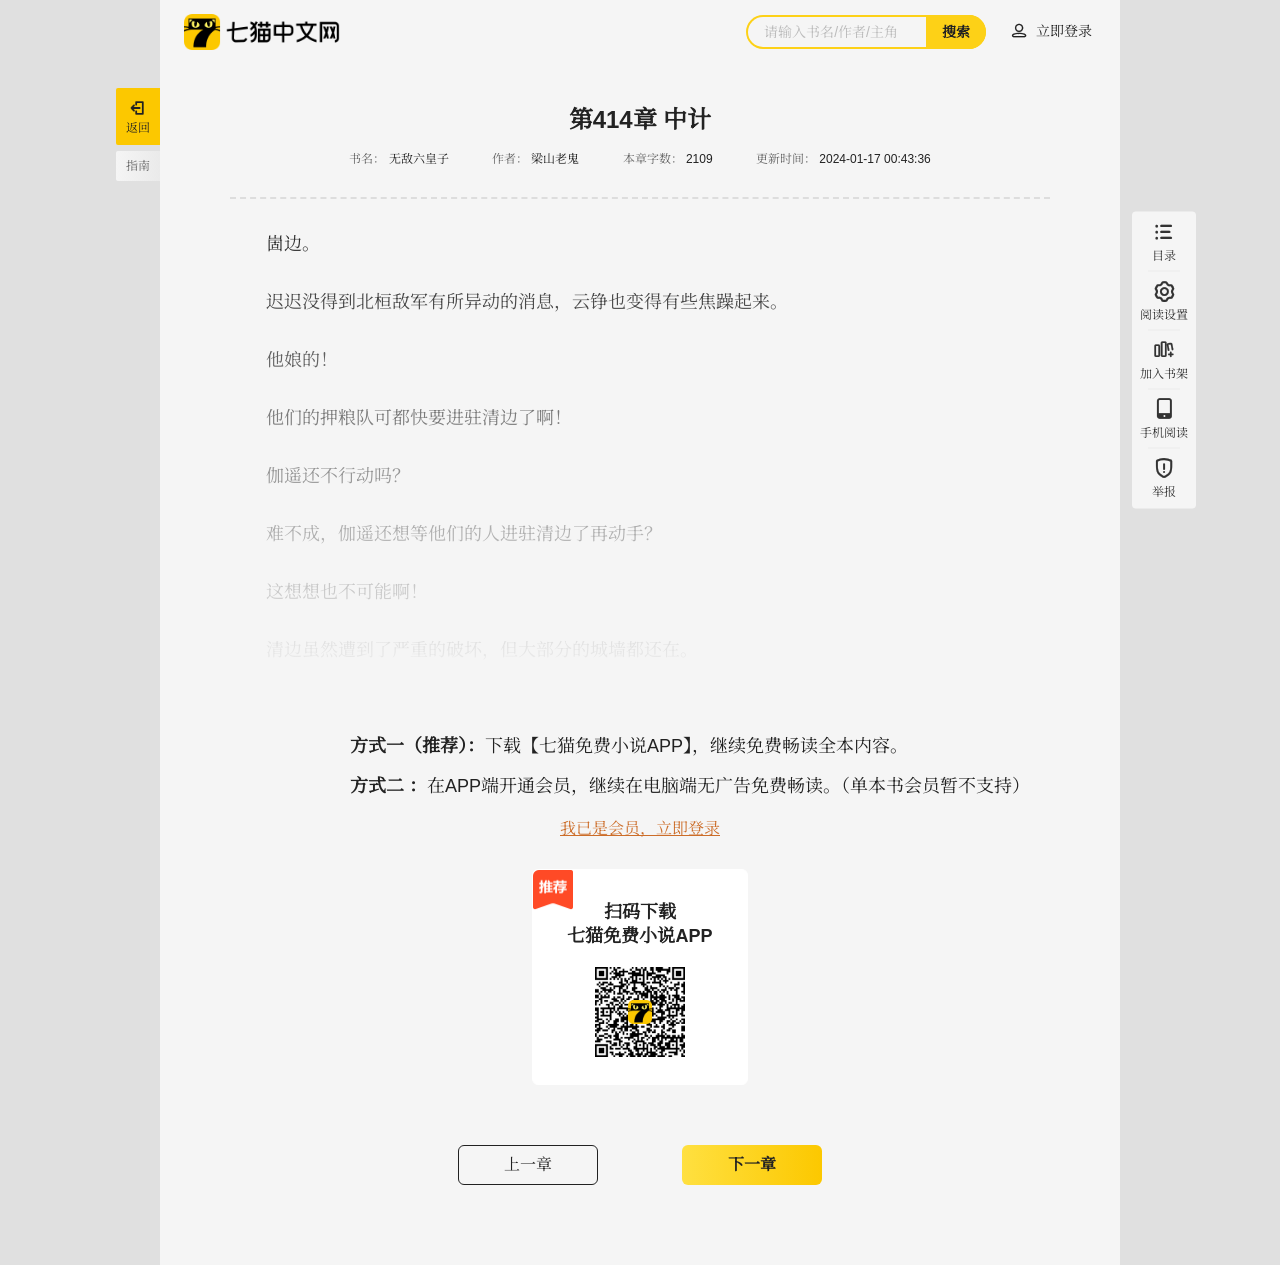 七猫中文网
请输入书名/作者/主角
搜索
立即登录
返回
指南
第414章 中计
书名： 无敌六皇子 作者： 梁山老鬼 本章字数： 2109 更新时间： 2024-01-17 00:43:36
崮边。
迟迟没得到北桓敌军有所异动的消息，云铮也变得有些焦躁起来。
他娘的！
他们的押粮队可都快要进驻清边了啊！
伽遥还不行动吗？
难不成，伽遥还想等他们的人进驻清边了再动手？
这想想也不可能啊！
清边虽然遭到了严重的破坏，但大部分的城墙都还在。
目录
阅读设置
加入书架
手机阅读
举报
方式一（推荐）：下载【七猫免费小说APP】，继续免费畅读全本内容。
方式二 ：在APP端开通会员，继续在电脑端无广告免费畅读。（单本书会员暂不支持）
我已是会员，立即登录
推荐
扫码下载
七猫免费小说APP
上一章
下一章